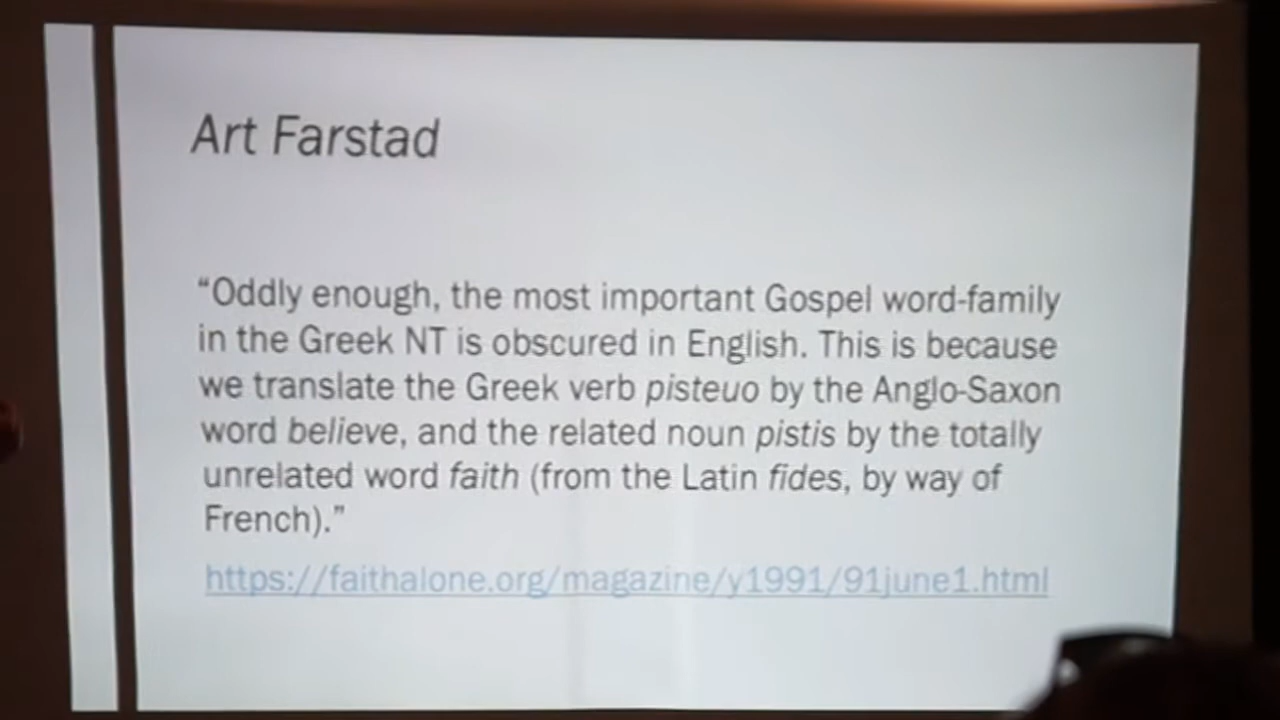 Art Farstad
“Oddly enough, the most important Gospel word-family
in the Greek NT is obscured in English. This is because
we translate the Greek verb pisteuo by the Anglo-Saxon
word believe, and the related noun pistis by the totally
unrelated word faith (from the Latin fides, by way of
French).”
https://faithalone.org/magazine/y1991/91june1.html